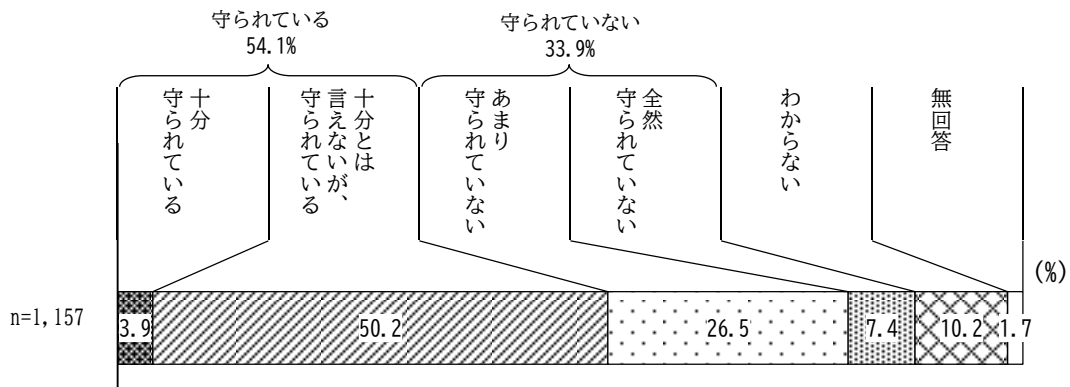 守られている
54.1%
守られていない
33.9%
十分
守られている
十分とは
言えないが、
守られている
あまり
守られていない
全然
守られていない
わからない
無回答
(%)
n=1,157
3.9
50.2
26.5
7.4
10.2
1.7